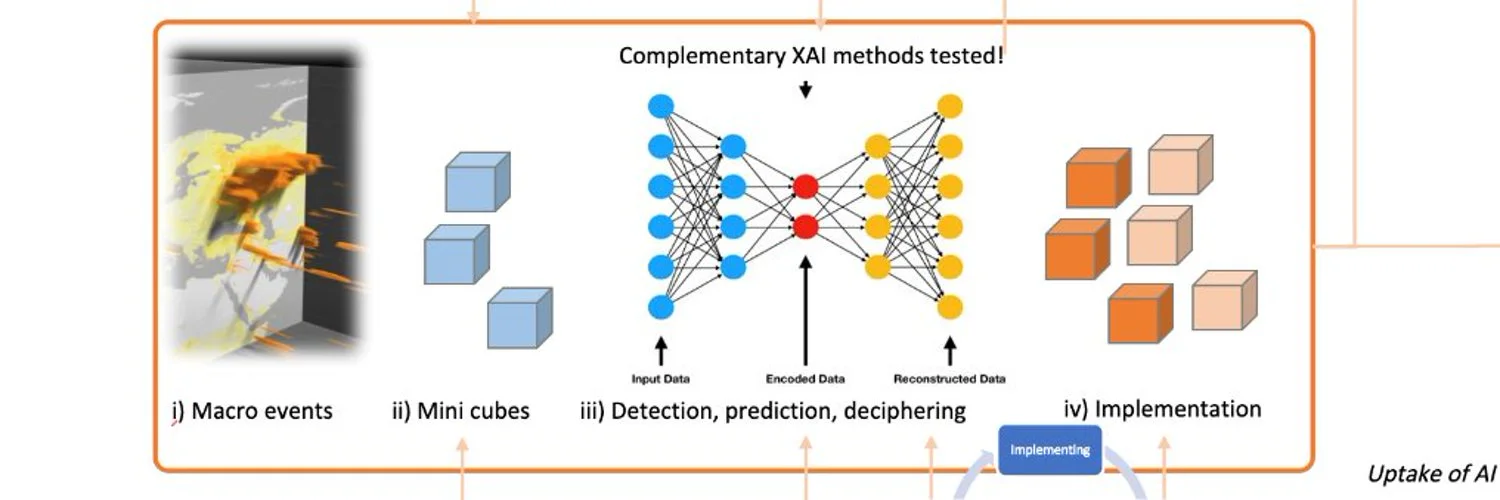 Complementary XAI methods tested!
Input Data
Encoded Data
Reconstructed Data
i) Macro events
ii) Mini cubes
iii) Detection, prediction, deciphering
iv) Implementation
Implementing
Uptake of AI